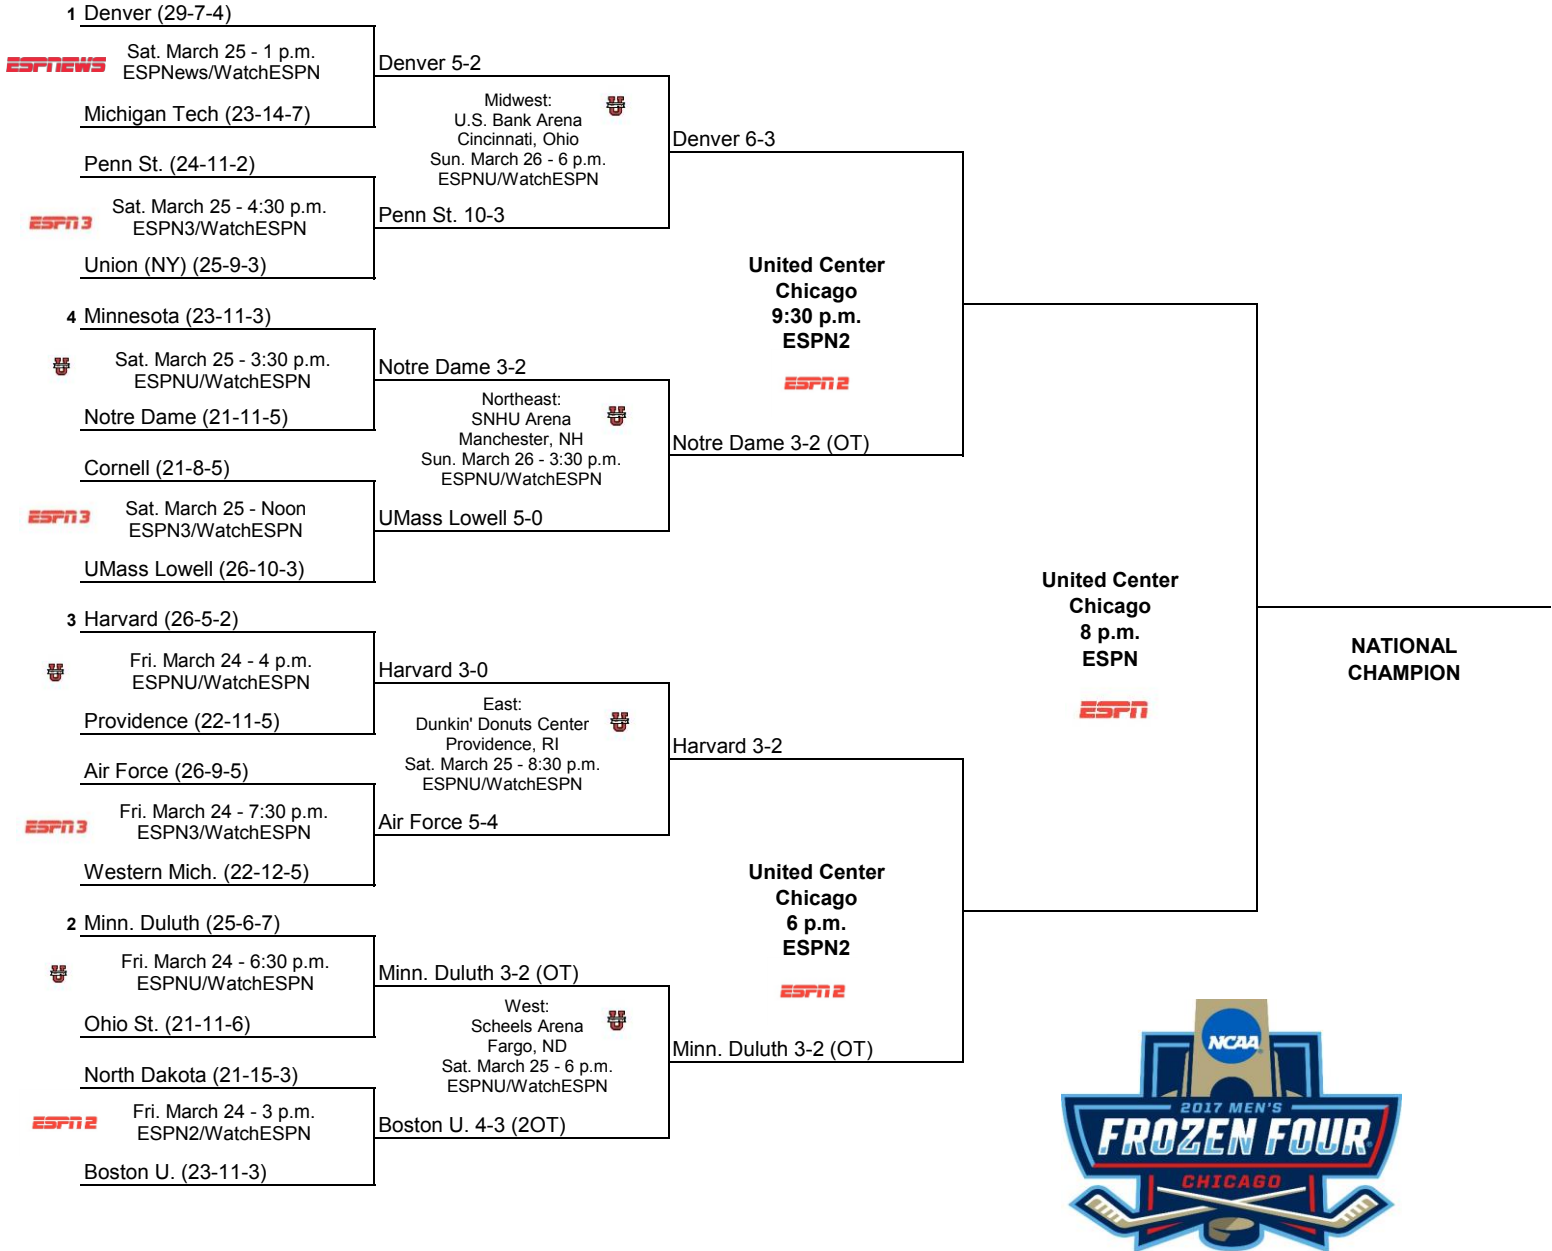 1 Denver (29-7-4)
ESPNEWS
Sat. March 25 - 1 p.m.
ESPNews/WatchESPN
Michigan Tech (23-14-7)
Denver 5-2
Midwest:
U.S. Bank Arena
Cincinnati, Ohio
Sun. March 26 - 6 p.m.
ESPNU/WatchESPN
Penn St. (24-11-2)
ESPN3
Sat. March 25 - 4:30 p.m.
ESPN3/WatchESPN
Union (NY) (25-9-3)
Penn St. 10-3
Denver 6-3
United Center
Chicago
9:30 p.m.
ESPN2
ESPN2
4 Minnesota (23-11-3)
U
Sat. March 25 - 3:30 p.m.
ESPNU/WatchESPN
Notre Dame (21-11-5)
Notre Dame 3-2
Northeast:
SNHU Arena
Manchester, NH
Sun. March 26 - 3:30 p.m.
ESPNU/WatchESPN
Cornell (21-8-5)
ESPN3
Sat. March 25 - Noon
ESPN3/WatchESPN
UMass Lowell (26-10-3)
UMass Lowell 5-0
Notre Dame 3-2 (OT)
3 Harvard (26-5-2)
U
Fri. March 24 - 4 p.m.
ESPNU/WatchESPN
Providence (22-11-5)
Harvard 3-0
East:
Dunkin' Donuts Center
Providence, RI
Sat. March 25 - 8:30 p.m.
ESPNU/WatchESPN
Air Force (26-9-5)
ESPN3
Fri. March 24 - 7:30 p.m.
ESPN3/WatchESPN
Western Mich. (22-12-5)
Air Force 5-4
Harvard 3-2
United Center
Chicago
6 p.m.
ESPN2
ESPN2
2 Minn. Duluth (25-6-7)
U
Fri. March 24 - 6:30 p.m.
ESPNU/WatchESPN
Ohio St. (21-11-6)
Minn. Duluth 3-2 (OT)
West:
Scheels Arena
Fargo, ND
Sat. March 25 - 6 p.m.
ESPNU/WatchESPN
North Dakota (21-15-3)
ESPN2
Fri. March 24 - 3 p.m.
ESPN2/WatchESPN
Boston U. (23-11-3)
Boston U. 4-3 (2OT)
Minn. Duluth 3-2 (OT)
United Center
Chicago
8 p.m.
ESPN
ESPN
NATIONAL
CHAMPION
NCAA
2017 MEN'S
FROZEN FOUR
CHICAGO